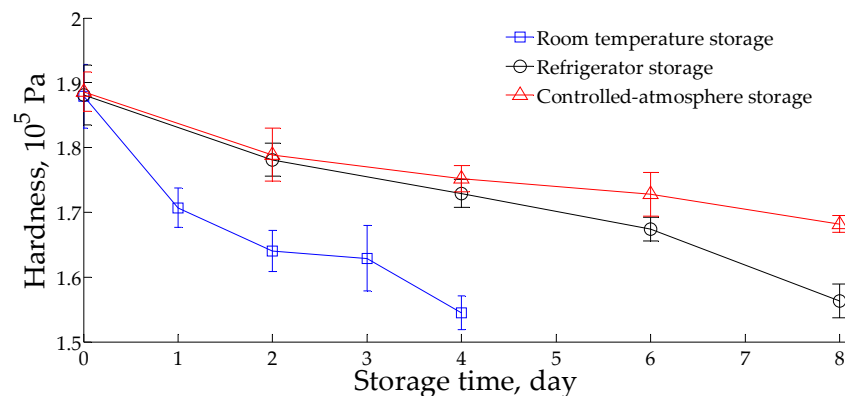 2
1.9
1.8
1.7
1.6
1.5
Hardness, 10^5 Pa
Room temperature storage
Refrigerator storage
Controlled-atmosphere storage
0 1 2 3 4 5 6 7 8
Storage time, day